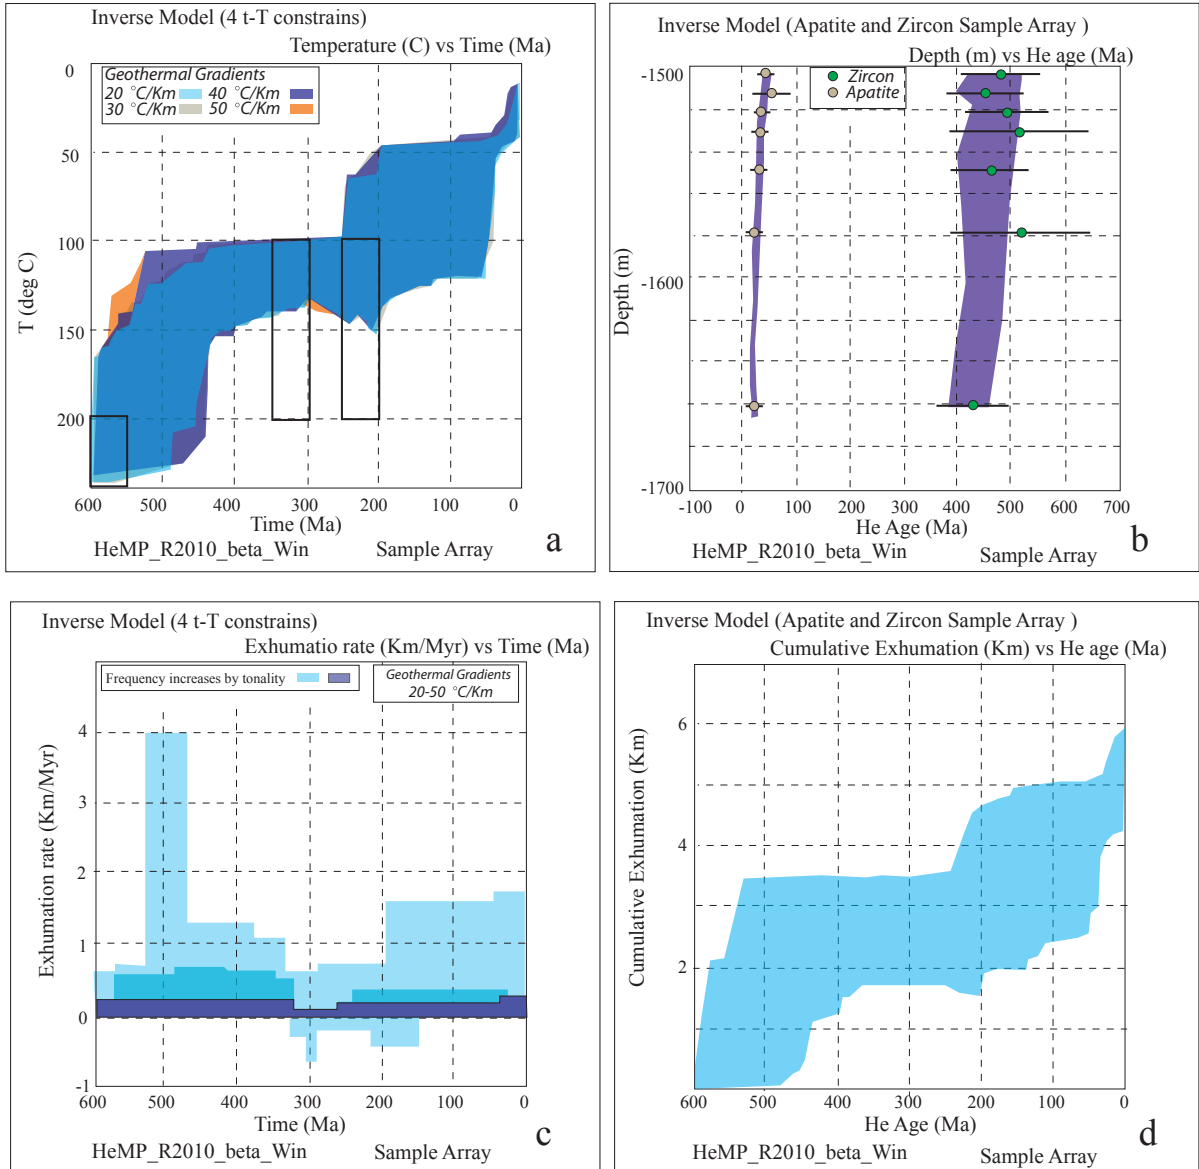 Inverse Model (4 t-T constrains)
Temperature (C) vs Time (Ma)
Geothermal Gradients
20 °C/Km 40 °C/Km
30 °C/Km 50 °C/Km
0
50
100
150
200
T (deg C)
600 500 400 300 200 100 0
Time (Ma)
HeMP_R2010_beta_Win Sample Array
a
Inverse Model (Apatite and Zircon Sample Array )
Depth (m) vs He age (Ma)
Zircon
Apatite
-1500
-1600
-1700
Depth (m)
-100 0 100 200 300 400 500 600 700
He Age (Ma)
HeMP_R2010_beta_Win Sample Array
b
Inverse Model (4 t-T constrains)
Exhumatio rate (Km/Myr) vs Time (Ma)
Frequency increases by tonality
Geothermal Gradients
20-50 °C/Km
4
3
2
1
0
-1
Exhumation rate (Km/Myr)
600 500 400 300 200 100 0
Time (Ma)
HeMP_R2010_beta_Win Sample Array
c
Inverse Model (Apatite and Zircon Sample Array )
Cumulative Exhumation (Km) vs He age (Ma)
6
4
2
Cumulative Exhumation (Km)
600 500 400 300 200 100 0
He Age (Ma)
HeMP_R2010_beta_Win Sample Array
d